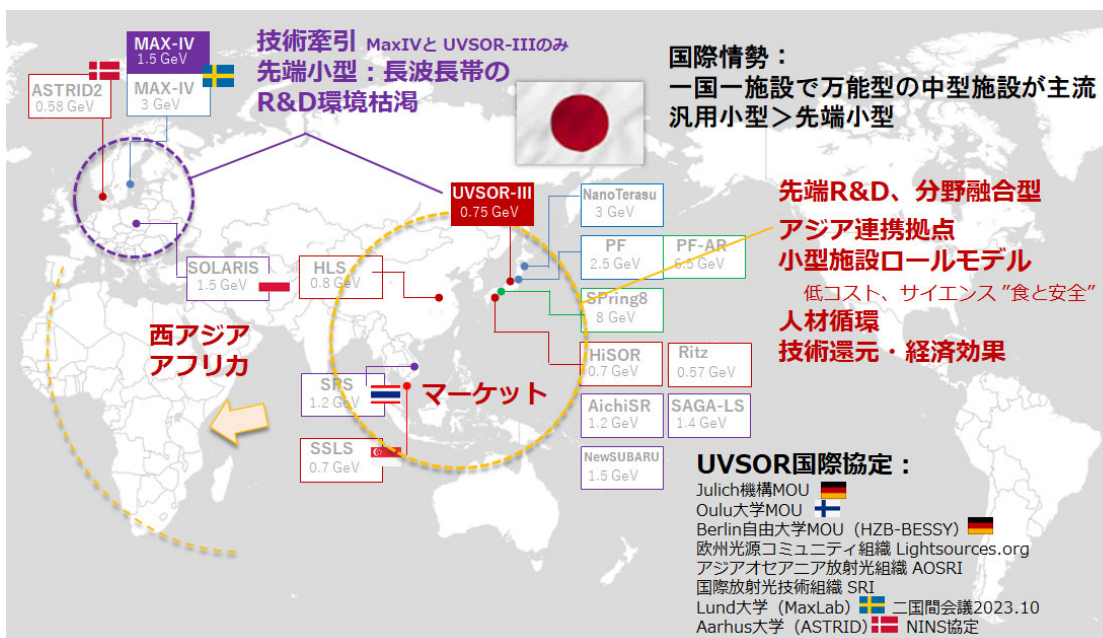 MAX-IV
1.5 GeV
MAX-IV
3 GeV
ASTRID2
0.58 GeV
技術牽引 MaxIVと UVSOR-IIIのみ
先端小型：長波長帯の
R&D環境枯渇
国際情勢：
一国一施設で万能型の中型施設が主流
汎用小型＞先端小型
UVSOR-III
0.75 GeV
NanoTerasu
3 GeV
PF
2.5 GeV
PF-AR
6.5 GeV
SPring8
8 GeV
HiSOR
0.7 GeV
Ritz
0.57 GeV
AichiSR
1.2 GeV
SAGA-LS
1.4 GeV
NewSUBARU
1.5 GeV
SOLARIS
1.5 GeV
HLS
0.8 GeV
SPS
1.2 GeV
SSLS
0.7 GeV
西アジア
アフリカ
マーケット
先端R&D、分野融合型
アジア連携拠点
小型施設ロールモデル
低コスト、サイエンス ”食と安全”
人材循環
技術還元・経済効果
UVSOR国際協定：
Julich機構MOU
Oulu大学MOU
Berlin自由大学MOU（HZB-BESSY）
欧州光源コミュニティ組織 Lightsources.org
アジアオセアニア放射光組織 AOSRI
国際放射光技術組織 SRI
Lund大学（MaxLab） 二国間会議2023.10
Aarhus大学（ASTRID） NINS協定